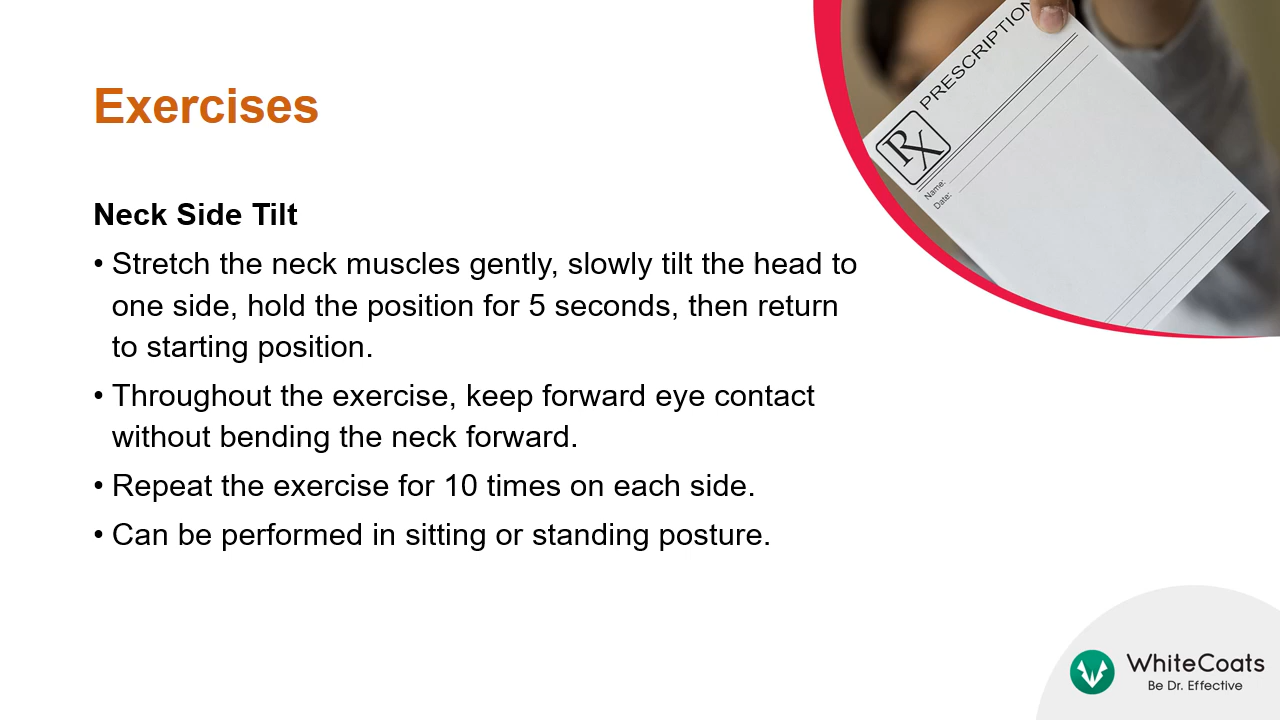 Exercises
Neck Side Tilt
• Stretch the neck muscles gently, slowly tilt the head to
one side, hold the position for 5 seconds, then return
to starting position.
• Throughout the exercise, keep forward eye contact
without bending the neck forward.
• Repeat the exercise for 10 times on each side.
• Can be performed in sitting or standing posture.
PRESCRIPTION
Rx
Name:
Date:
WhiteCoats
Be Dr. Effective